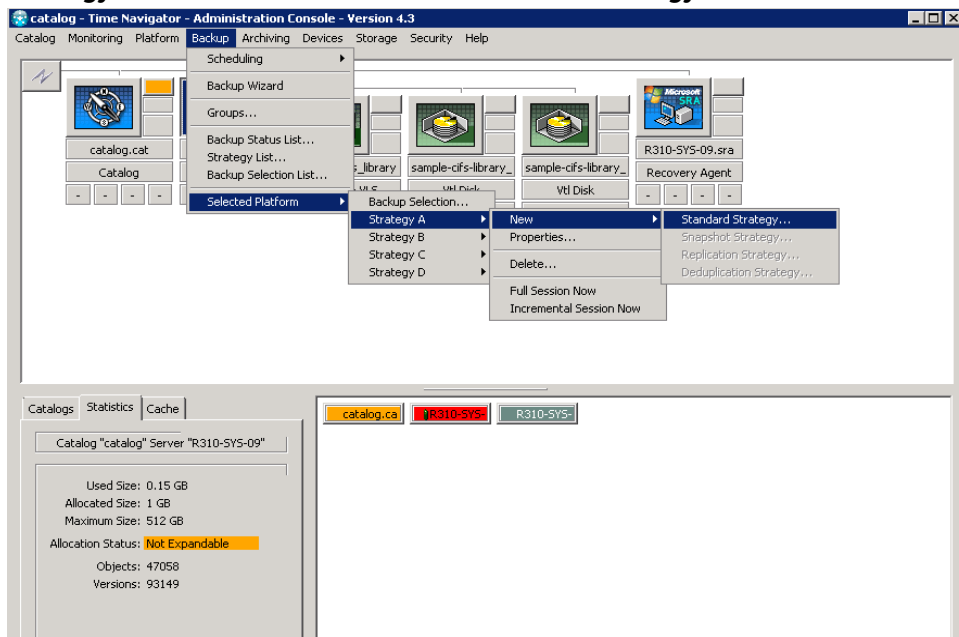 catalog - Time Navigator - Administration Console - Version 4.3
Catalog Monitoring Platform Backup Archiving Devices Storage Security Help
Scheduling
Backup Wizard
Groups...
Backup Status List...
Strategy List...
Backup Selection List...
Selected Platform
Backup Selection...
Strategy A
Strategy B
Strategy C
Strategy D
New
Properties...
Delete...
Full Session Now
Incremental Session Now
Standard Strategy...
Snapshot Strategy...
Replication Strategy...
Deduplication Strategy...
catalog.cat
Catalog
- - - -
s_library
sample-cifs-library_
Vtl Disk
sample-cifs-library_
Vtl Disk
Microsoft
SRA
R310-SYS-09.sra
Recovery Agent
- - - -
Catalogs Statistics Cache
Catalog "catalog" Server "R310-SYS-09"
Used Size: 0.15 GB
Allocated Size: 1 GB
Maximum Size: 512 GB
Allocation Status: Not Expandable
Objects: 47058
Versions: 93149
catalog.ca
R310-SYS-
R310-SYS-